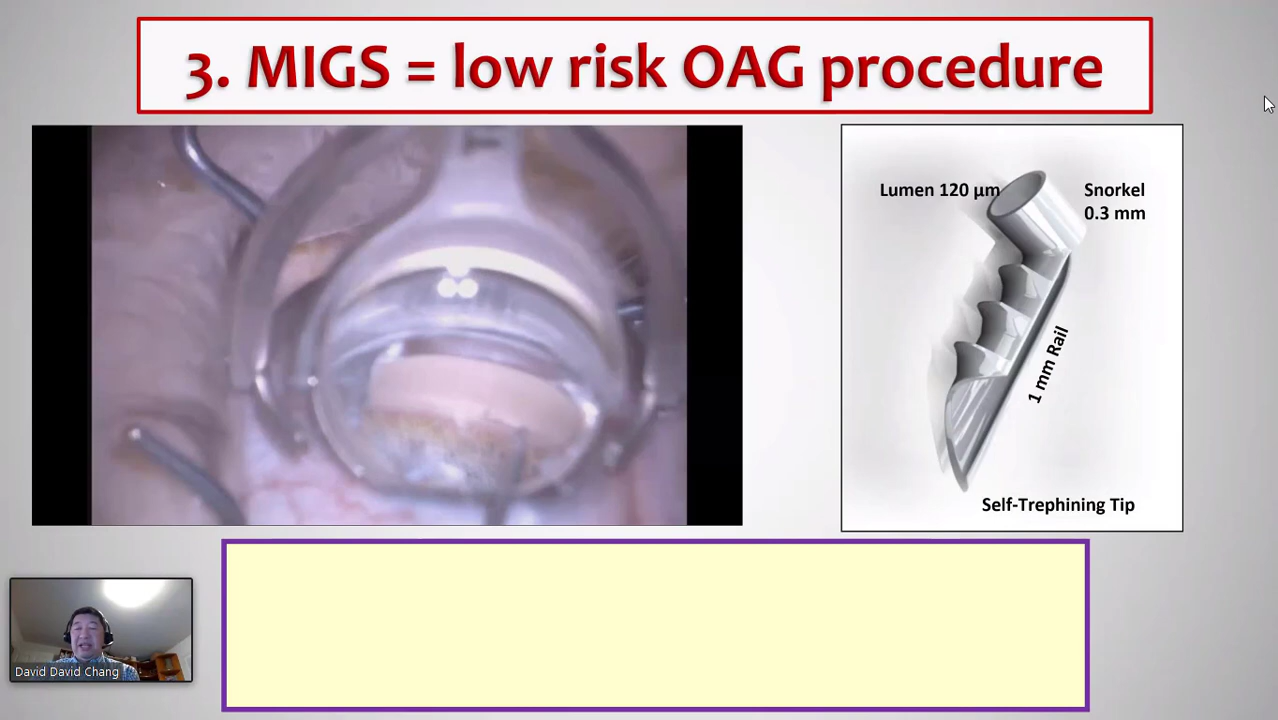 3. MIGS = low risk OAG procedure
Lumen 120 µm
Snorkel
0.3 mm
1 mm Rail
Self-Trephining Tip
David David Chang